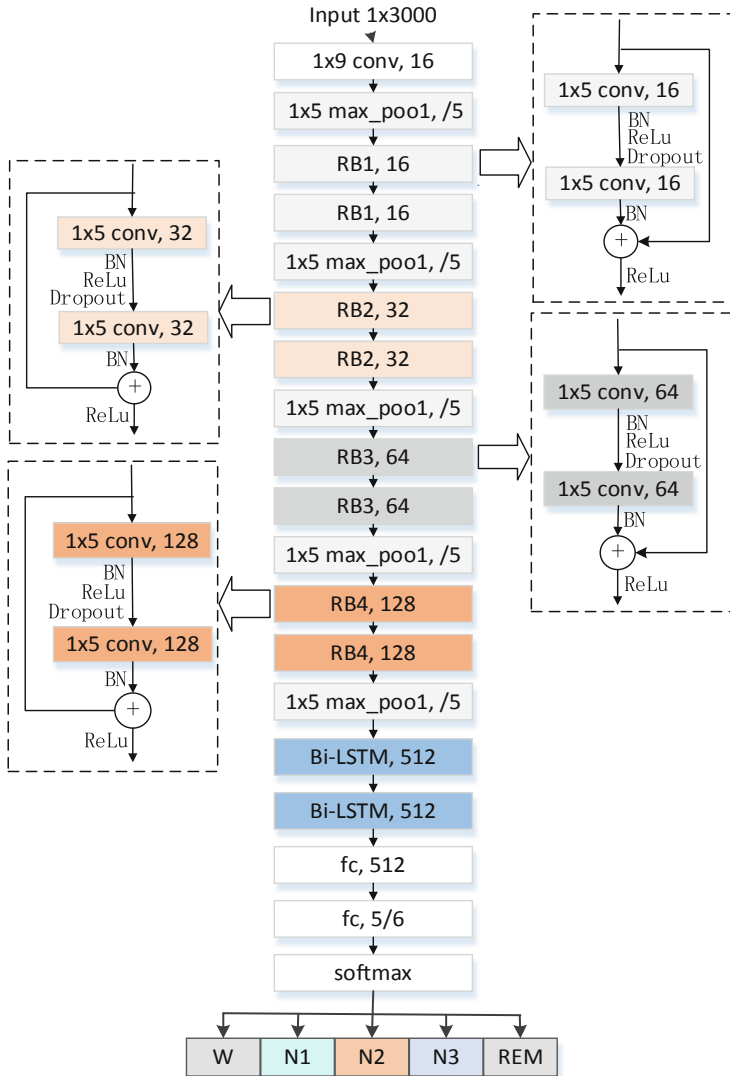 Input 1x3000
1x9 conv, 16
1x5 max_poo1, /5
RB1, 16
RB1, 16
1x5 max_poo1, /5
RB2, 32
RB2, 32
1x5 max_poo1, /5
RB3, 64
RB3, 64
1x5 max_poo1, /5
RB4, 128
RB4, 128
1x5 max_poo1, /5
Bi-LSTM, 512
Bi-LSTM, 512
fc, 512
fc, 5/6
softmax
W
N1
N2
N3
REM
1x5 conv, 16
BN
ReLu
Dropout
1x5 conv, 16
BN
+
ReLu
1x5 conv, 32
BN
ReLu
Dropout
1x5 conv, 32
BN
+
ReLu
1x5 conv, 64
BN
ReLu
Dropout
1x5 conv, 64
BN
+
ReLu
1x5 conv, 128
BN
ReLu
Dropout
1x5 conv, 128
BN
+
ReLu